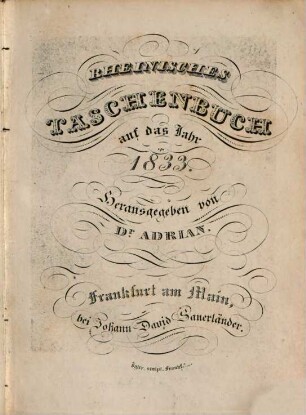 RHEINISCHES
TASCHENBUCH
auf das Jahr
1833.
Herausgegeben von
Dr ADRIAN.
Frankfurt am Main,
bei Johann David Sauerländer.